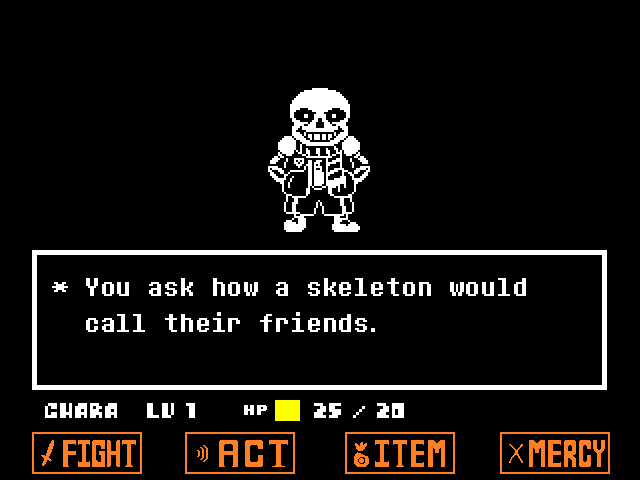 * You ask how a skeleton would
call their friends.
CHARA LV 1 HP 25 / 20
FIGHT ACT ITEM MERCY